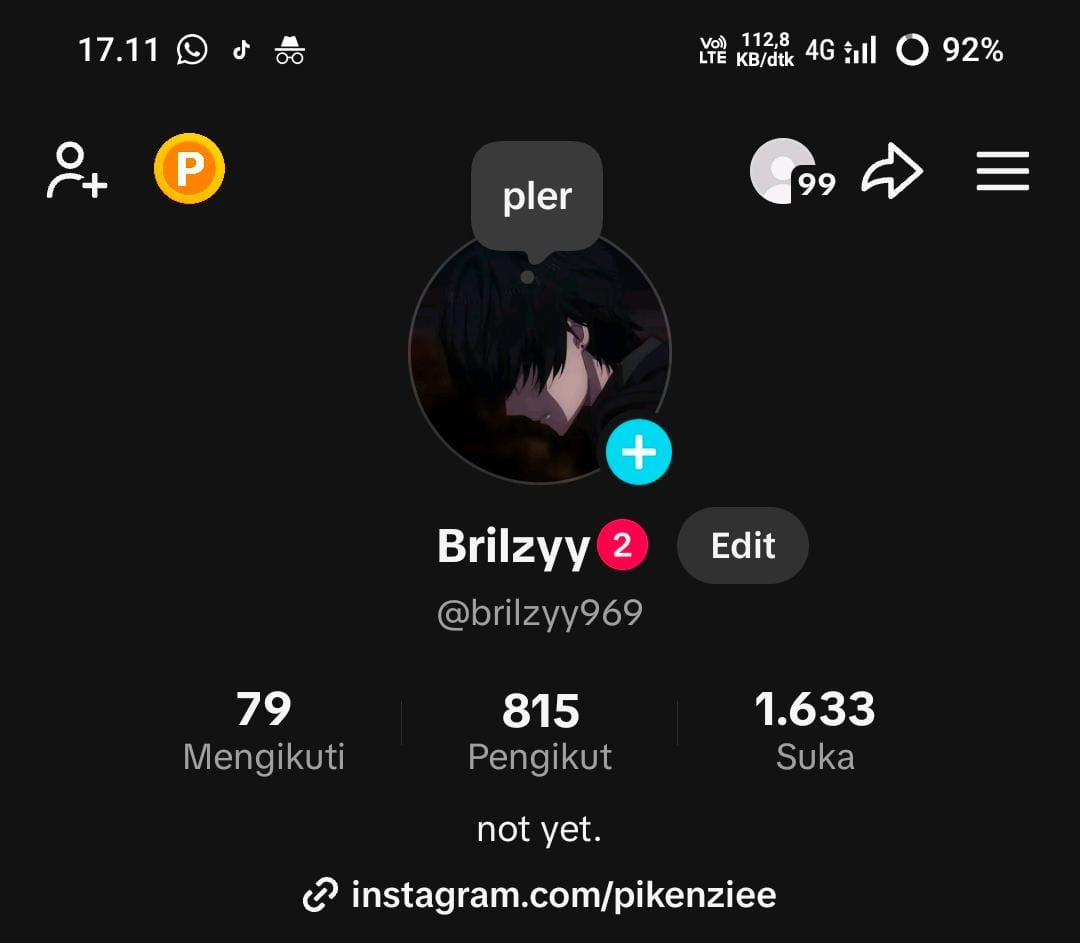 17.11 Vo)) LTE 112,8 KB/dtk 4G 92%
P 99
pler
Brilzyy 2 Edit
@brilzyy969
79 815 1.633
Mengikuti Pengikut Suka
not yet.
instagram.com/pikenziee